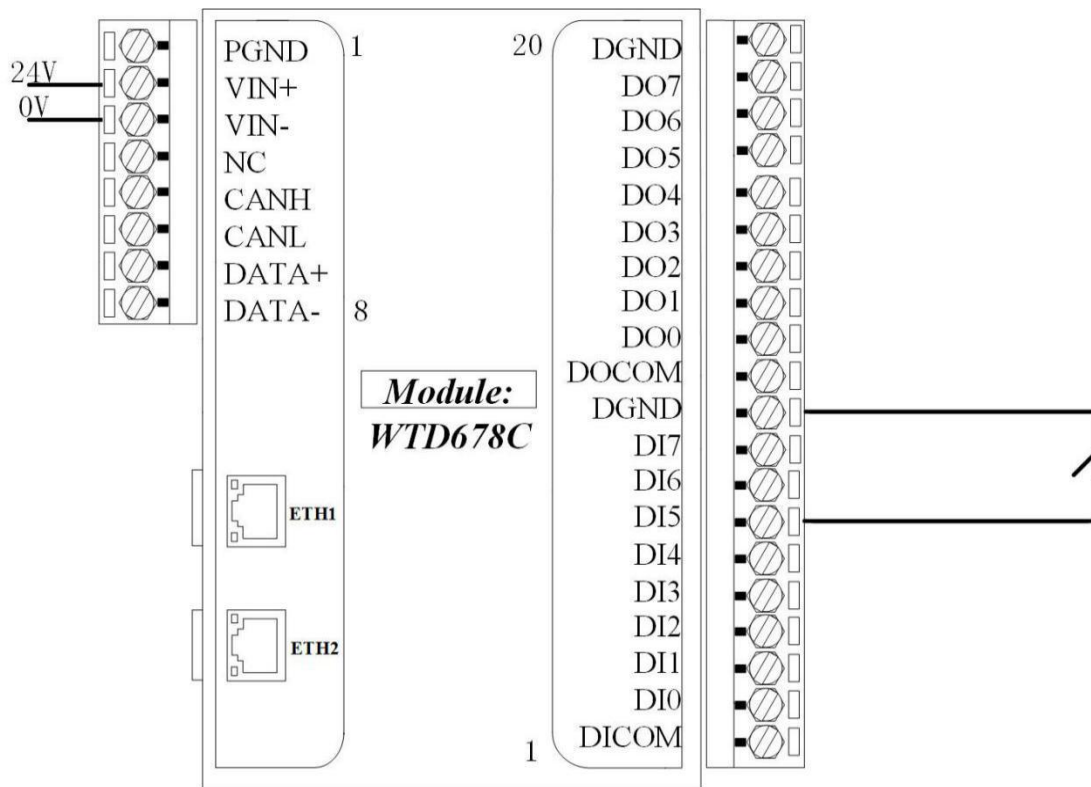 24V
0V
PGND
VIN+
VIN-
NC
CANH
CANL
DATA+
DATA-
1
8
Module:
WTD678C
ETH1
ETH2
20
1
DGND
DO7
DO6
DO5
DO4
DO3
DO2
DO1
DO0
DOCOM
DGND
DI7
DI6
DI5
DI4
DI3
DI2
DI1
DI0
DICOM